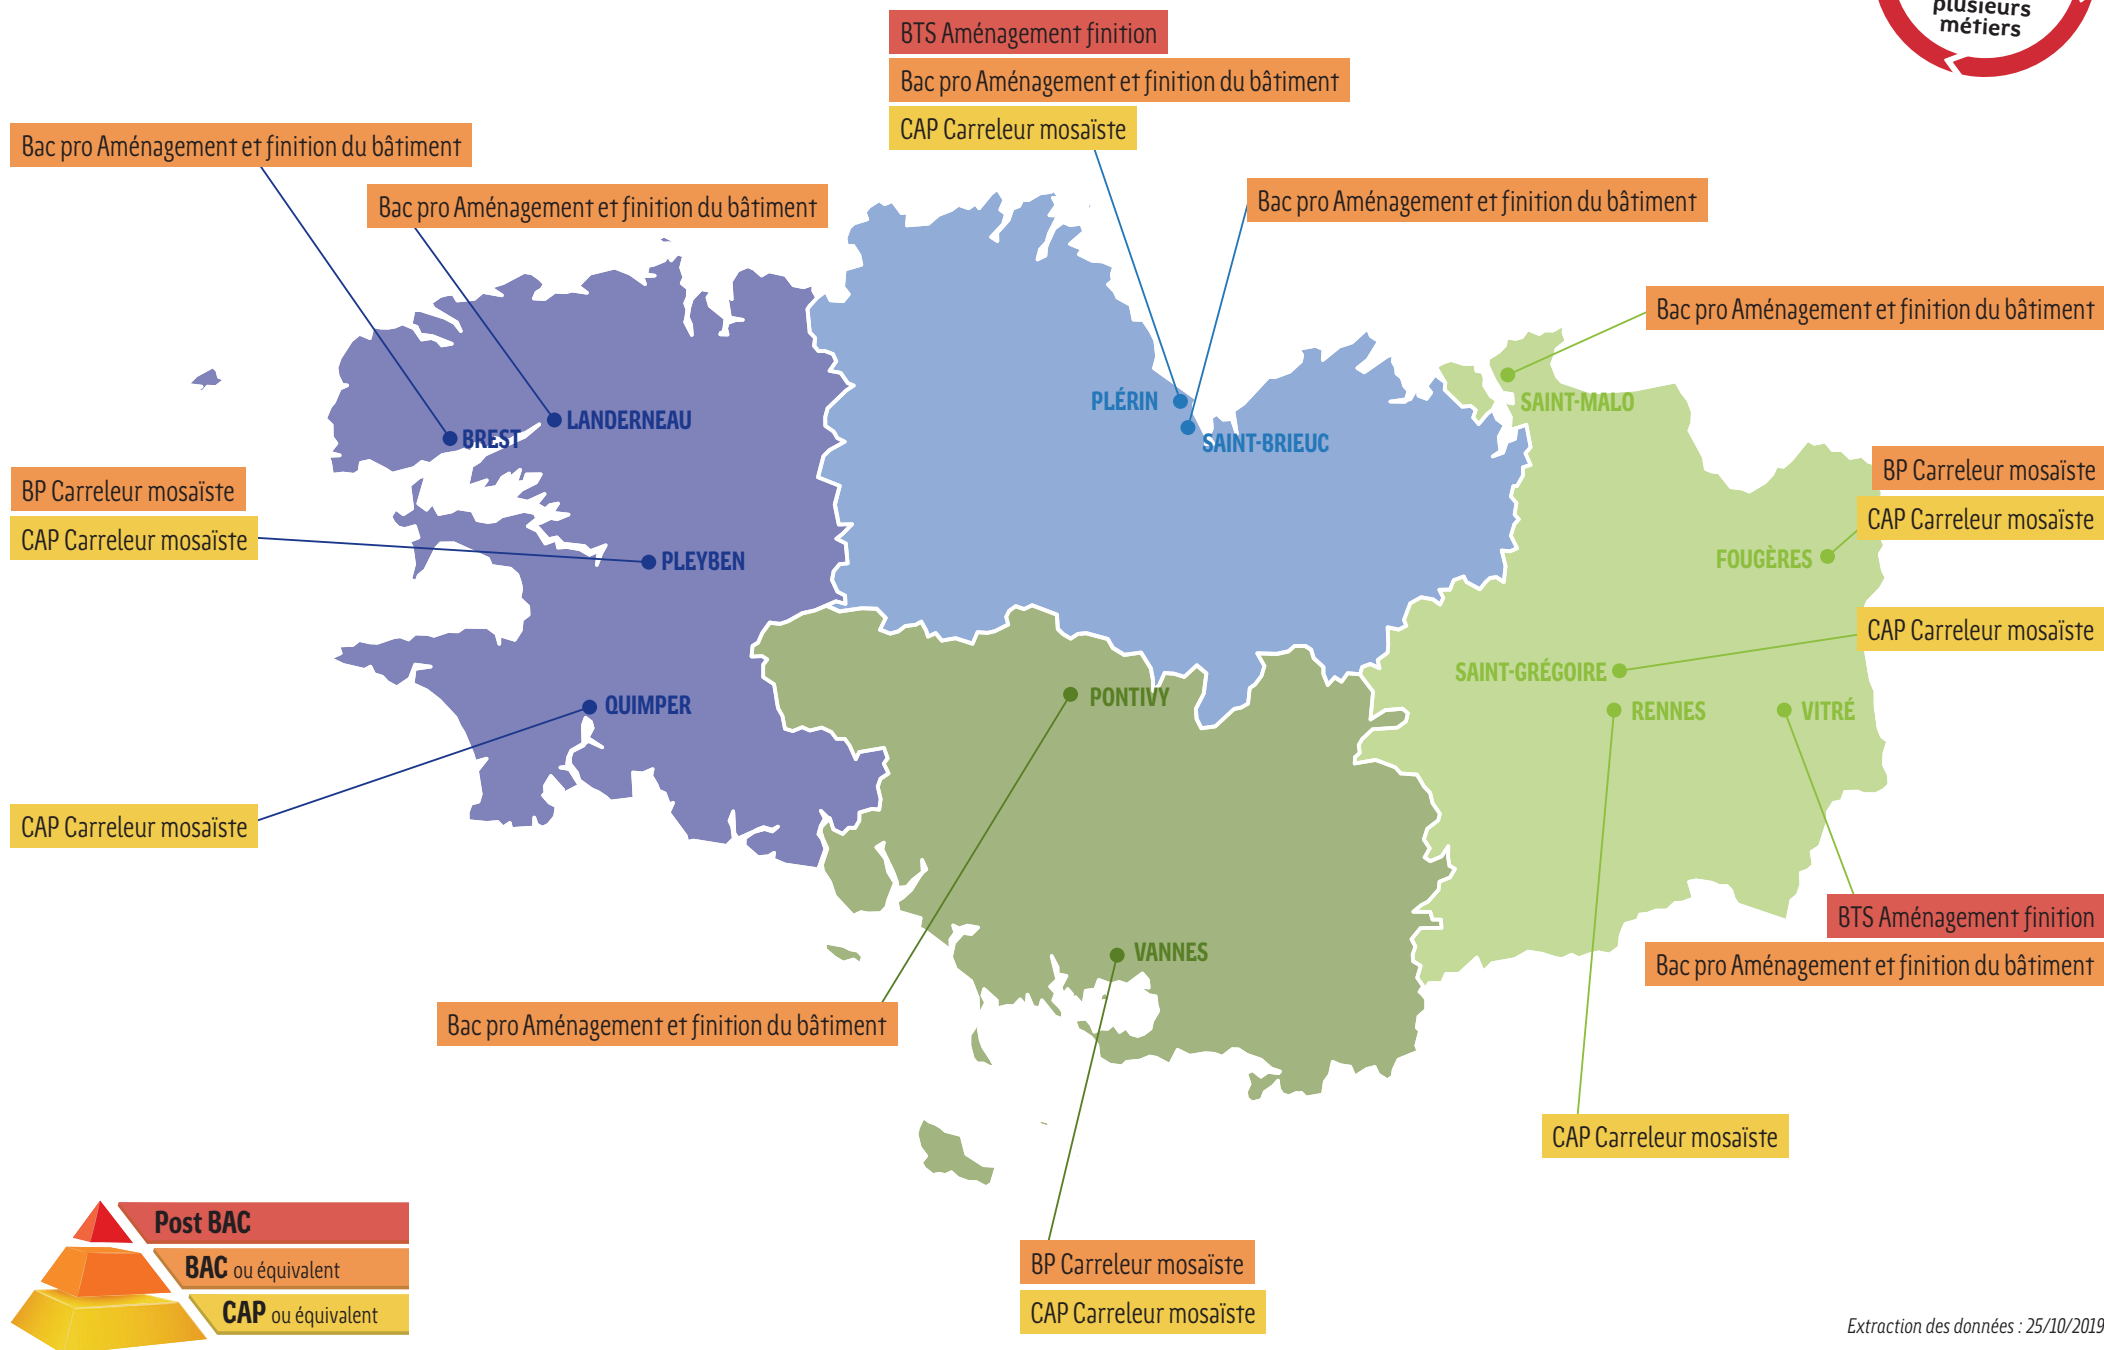 plusieurs
métiers
BTS Aménagement finition
Bac pro Aménagement et finition du bâtiment
CAP Carreleur mosaïste
Bac pro Aménagement et finition du bâtiment
Bac pro Aménagement et finition du bâtiment
Bac pro Aménagement et finition du bâtiment
Bac pro Aménagement et finition du bâtiment
PLÉRIN
SAINT-MALO
LANDERNEAU
BREST
SAINT-BRIEUC
BP Carreleur mosaïste
CAP Carreleur mosaïste
BP Carreleur mosaïste
CAP Carreleur mosaïste
PLEYBEN
FOUGÈRES
CAP Carreleur mosaïste
SAINT-GRÉGOIRE
PONTIVY
QUIMPER
RENNES
VITRÉ
CAP Carreleur mosaïste
BTS Aménagement finition
Bac pro Aménagement et finition du bâtiment
VANNES
Bac pro Aménagement et finition du bâtiment
CAP Carreleur mosaïste
Post BAC
BAC ou équivalent
CAP ou équivalent
BP Carreleur mosaïste
CAP Carreleur mosaïste
Extraction des données : 25/10/2019